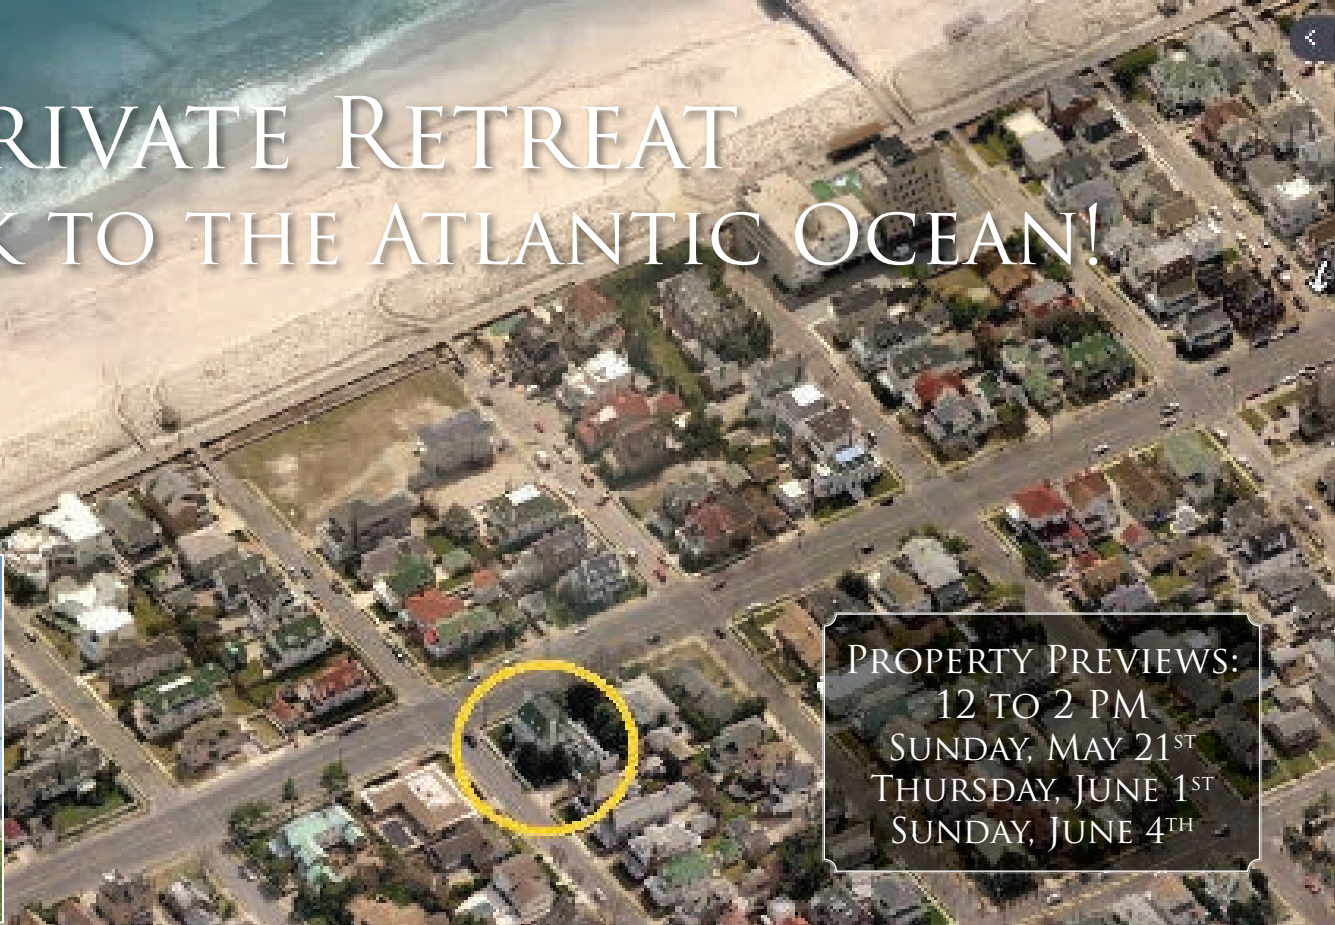 RIVATE RETREAT
K TO THE ATLANTIC OCEAN!
PROPERTY PREVIEWS:
12 TO 2 PM
SUNDAY, MAY 21ST
THURSDAY, JUNE 1ST
SUNDAY, JUNE 4TH